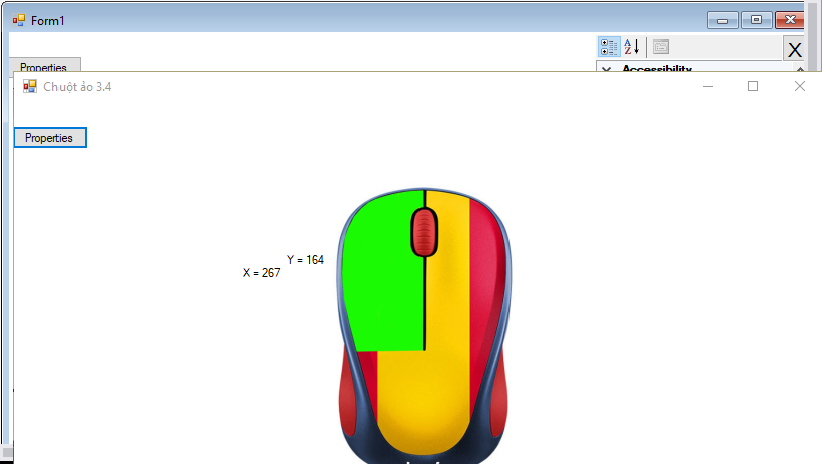 Form1
Properties
A
Z
X
Accessibility
Chuột ảo 3.4
Properties
Y = 164
X = 267